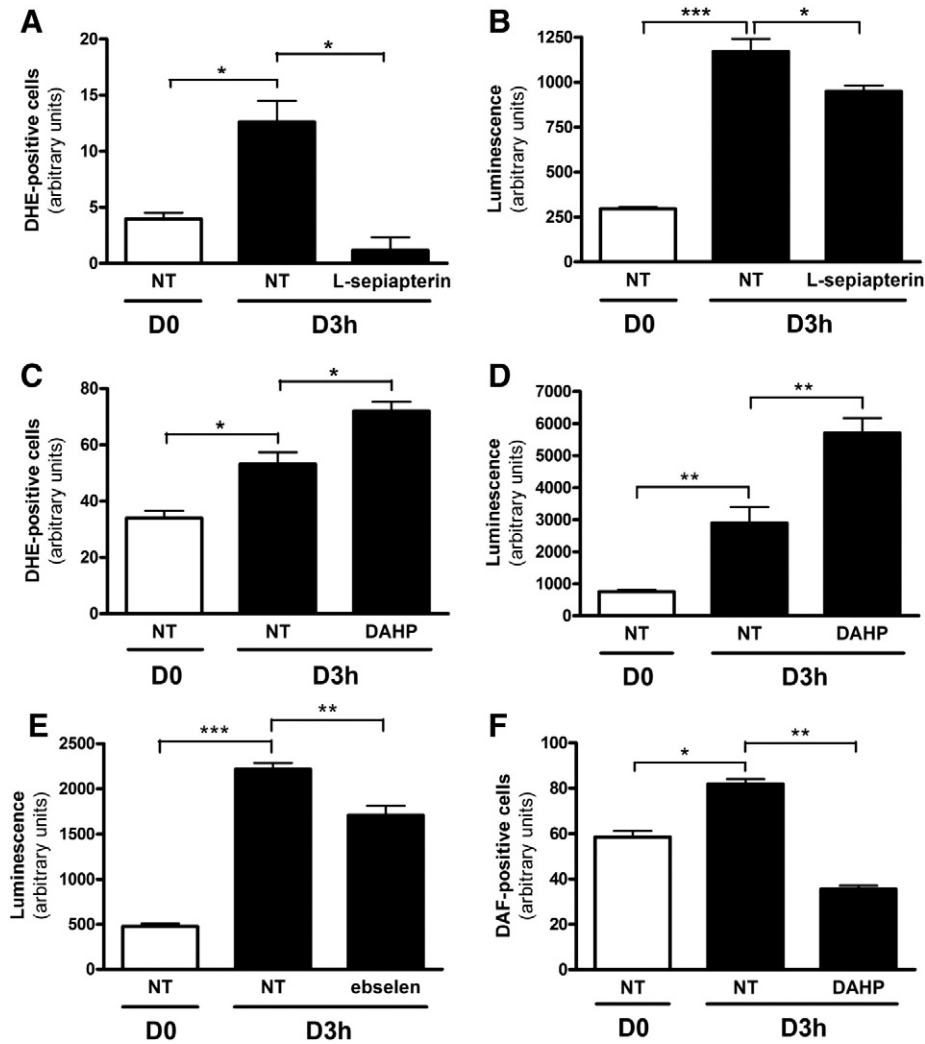 A
DHE-positive cells
(arbitrary units)
20
15
10
5
0
*
*
NT
NT
L-sepiapterin
D0
D3h
B
Luminescence
(arbitrary units)
1250
1000
750
500
250
0
***
*
NT
NT
L-sepiapterin
D0
D3h
C
DHE-positive cells
(arbitrary units)
80
60
40
20
0
*
*
NT
NT
DAHP
D0
D3h
D
Luminescence
(arbitrary units)
7000
6000
5000
4000
3000
2000
1000
0
**
**
NT
NT
DAHP
D0
D3h
E
Luminescence
(arbitrary units)
2500
2000
1500
1000
500
0
***
**
NT
NT
ebselen
D0
D3h
F
DAF-positive cells
(arbitrary units)
100
80
60
40
20
0
*
**
NT
NT
DAHP
D0
D3h